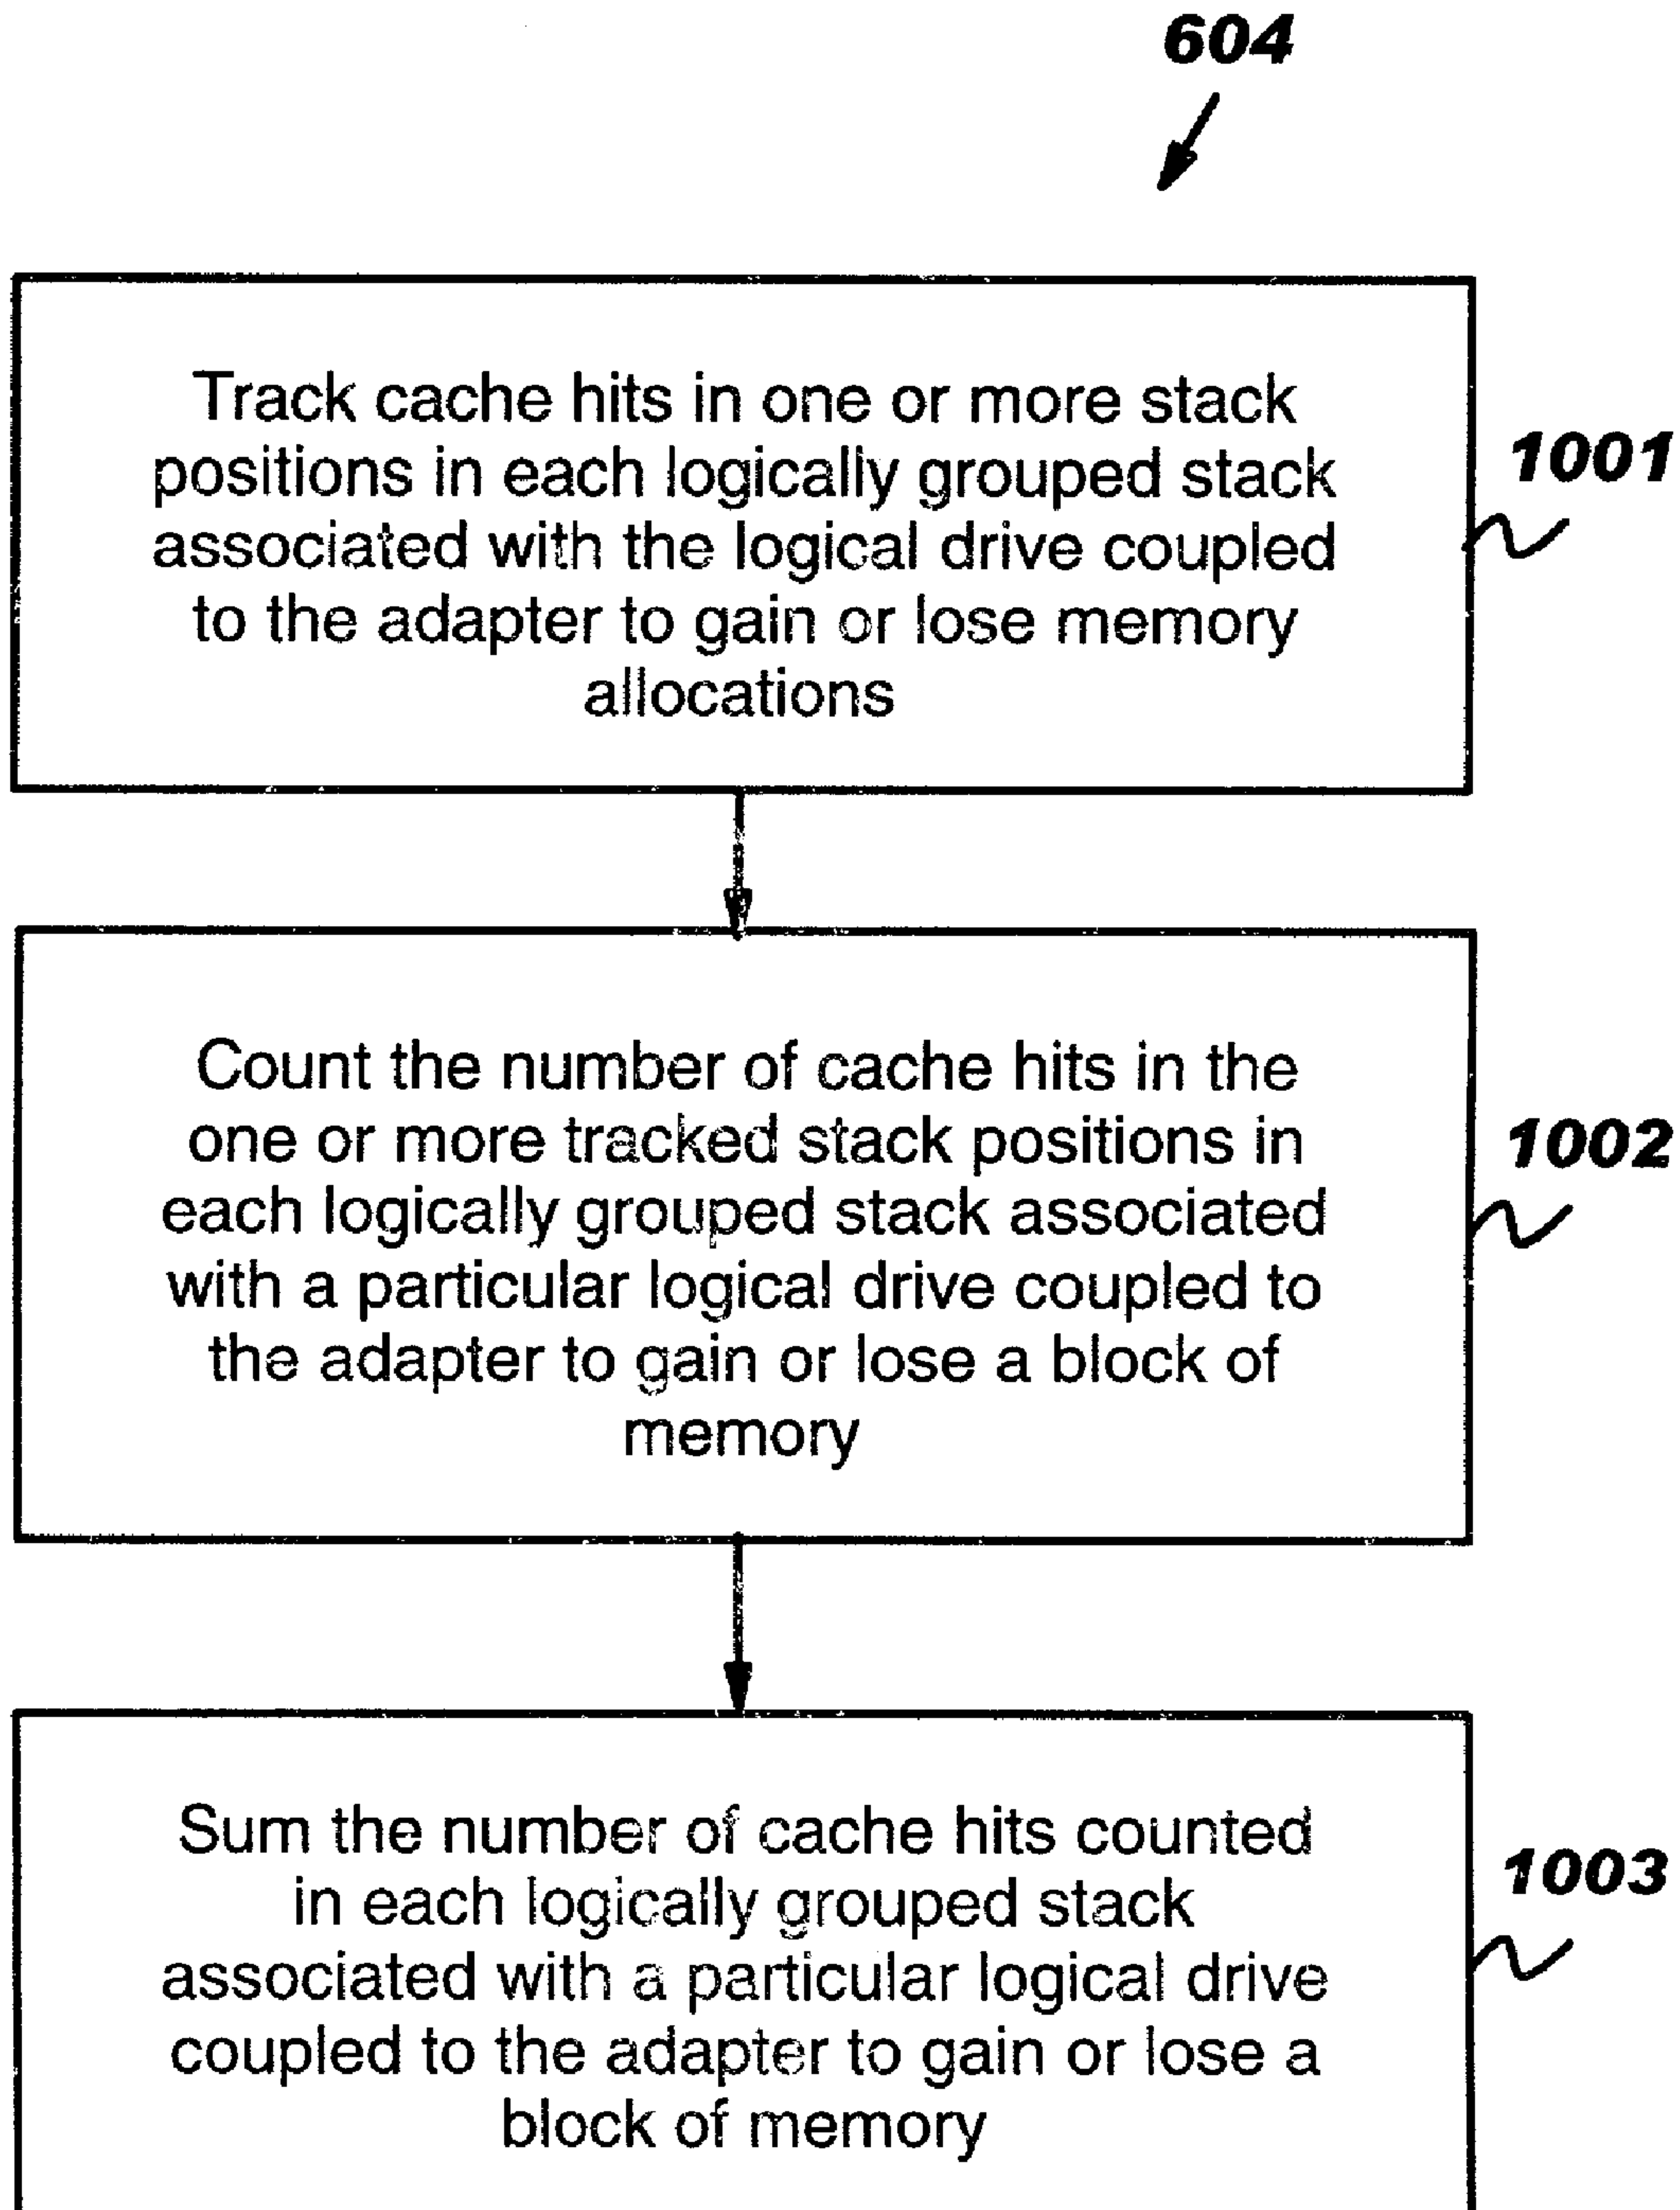 604
Track cache hits in one or more stack
positions in each logically grouped stack
associated with the logical drive coupled
to the adapter to gain or lose memory
allocations
1001
Count the number of cache hits in the
one or more tracked stack positions in
each logically grouped stack associated
with a particular logical drive coupled to
the adapter to gain or lose a block of
memory
1002
Sum the number of cache hits counted
in each logically grouped stack
associated with a particular logical drive
coupled to the adapter to gain or lose a
block of memory
1003